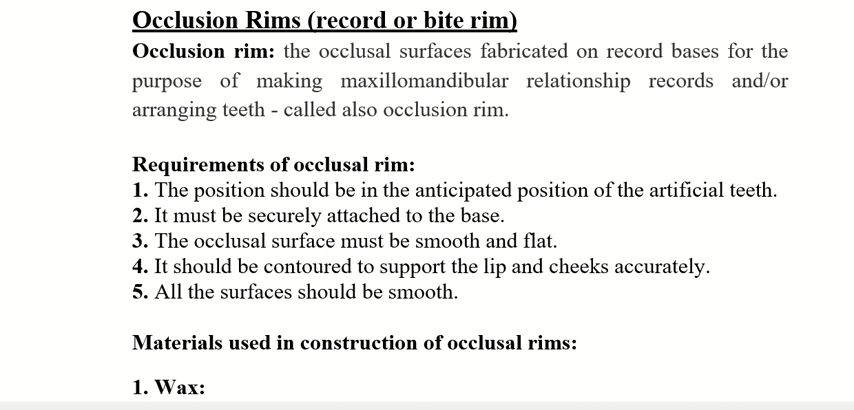 Occlusion Rims (record or bite rim)
Occlusion rim: the occlusal surfaces fabricated on record bases for the
purpose of making maxillomandibular relationship records and/or
arranging teeth - called also occlusion rim.
Requirements of occlusal rim:
1. The position should be in the anticipated position of the artificial teeth.
2. It must be securely attached to the base.
3. The occlusal surface must be smooth and flat.
4. It should be contoured to support the lip and cheeks accurately.
5. All the surfaces should be smooth.
Materials used in construction of occlusal rims:
1. Wax: